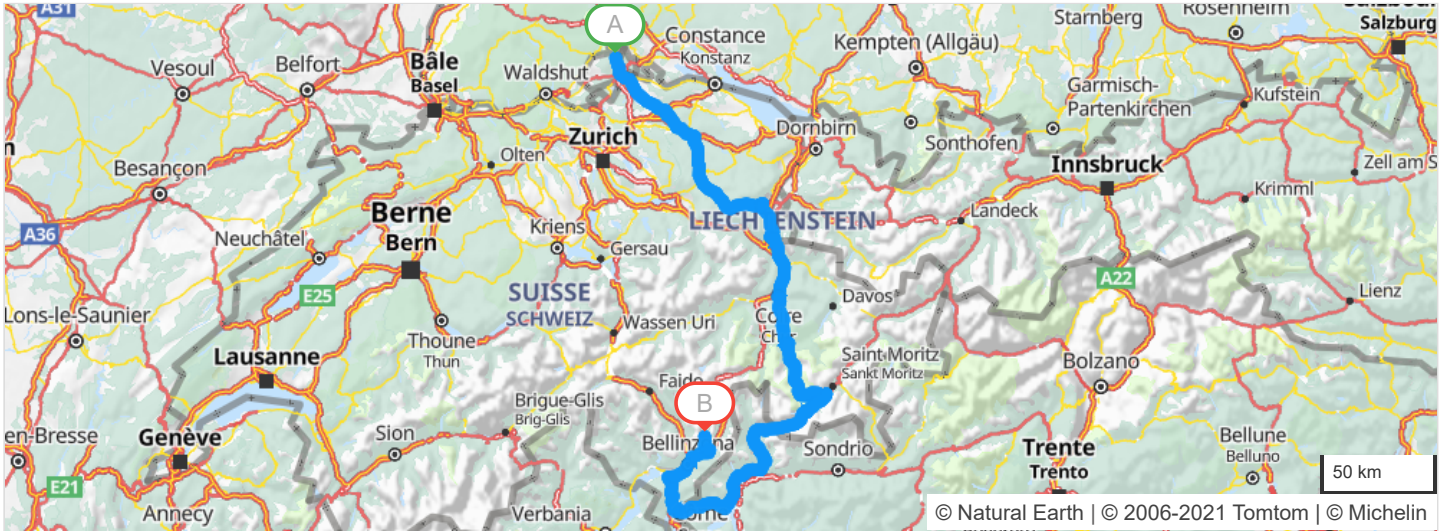 A31
Salzburg
Rosenheim
Starnberg
A
Constance
Konstanz
Kempten (Allgäu)
Vesoul
Belfort
Bâle
Basel
Waldshut
Garmisch-
Partenkirchen
Kufstein
Zurich
Dornbirn
Sonthofen
Olten
Besançon
Innsbruck
Zell am S
Krimml
Berne
Bern
LIECHTENSTEIN
Landeck
A36
Neuchâtel
Kriens
Gersau
A22
E25
SUISSE
SCHWEIZ
Davos
Lienz
Lons-le-Saunier
Thoune
Thun
Wassen Uri
Coire
Lausanne
Saint-Moritz
Sankt Moritz
Bolzano
Faido
B
Brigue-Glis
Brig-Glis
en-Bresse
Genève
Sion
Bellinzona
Sondrio
Trente
Trento
Bellune
Belluno
50 km
E21
Annecy
Verbania
© Natural Earth | © 2006-2021 Tomtom | © Michelin